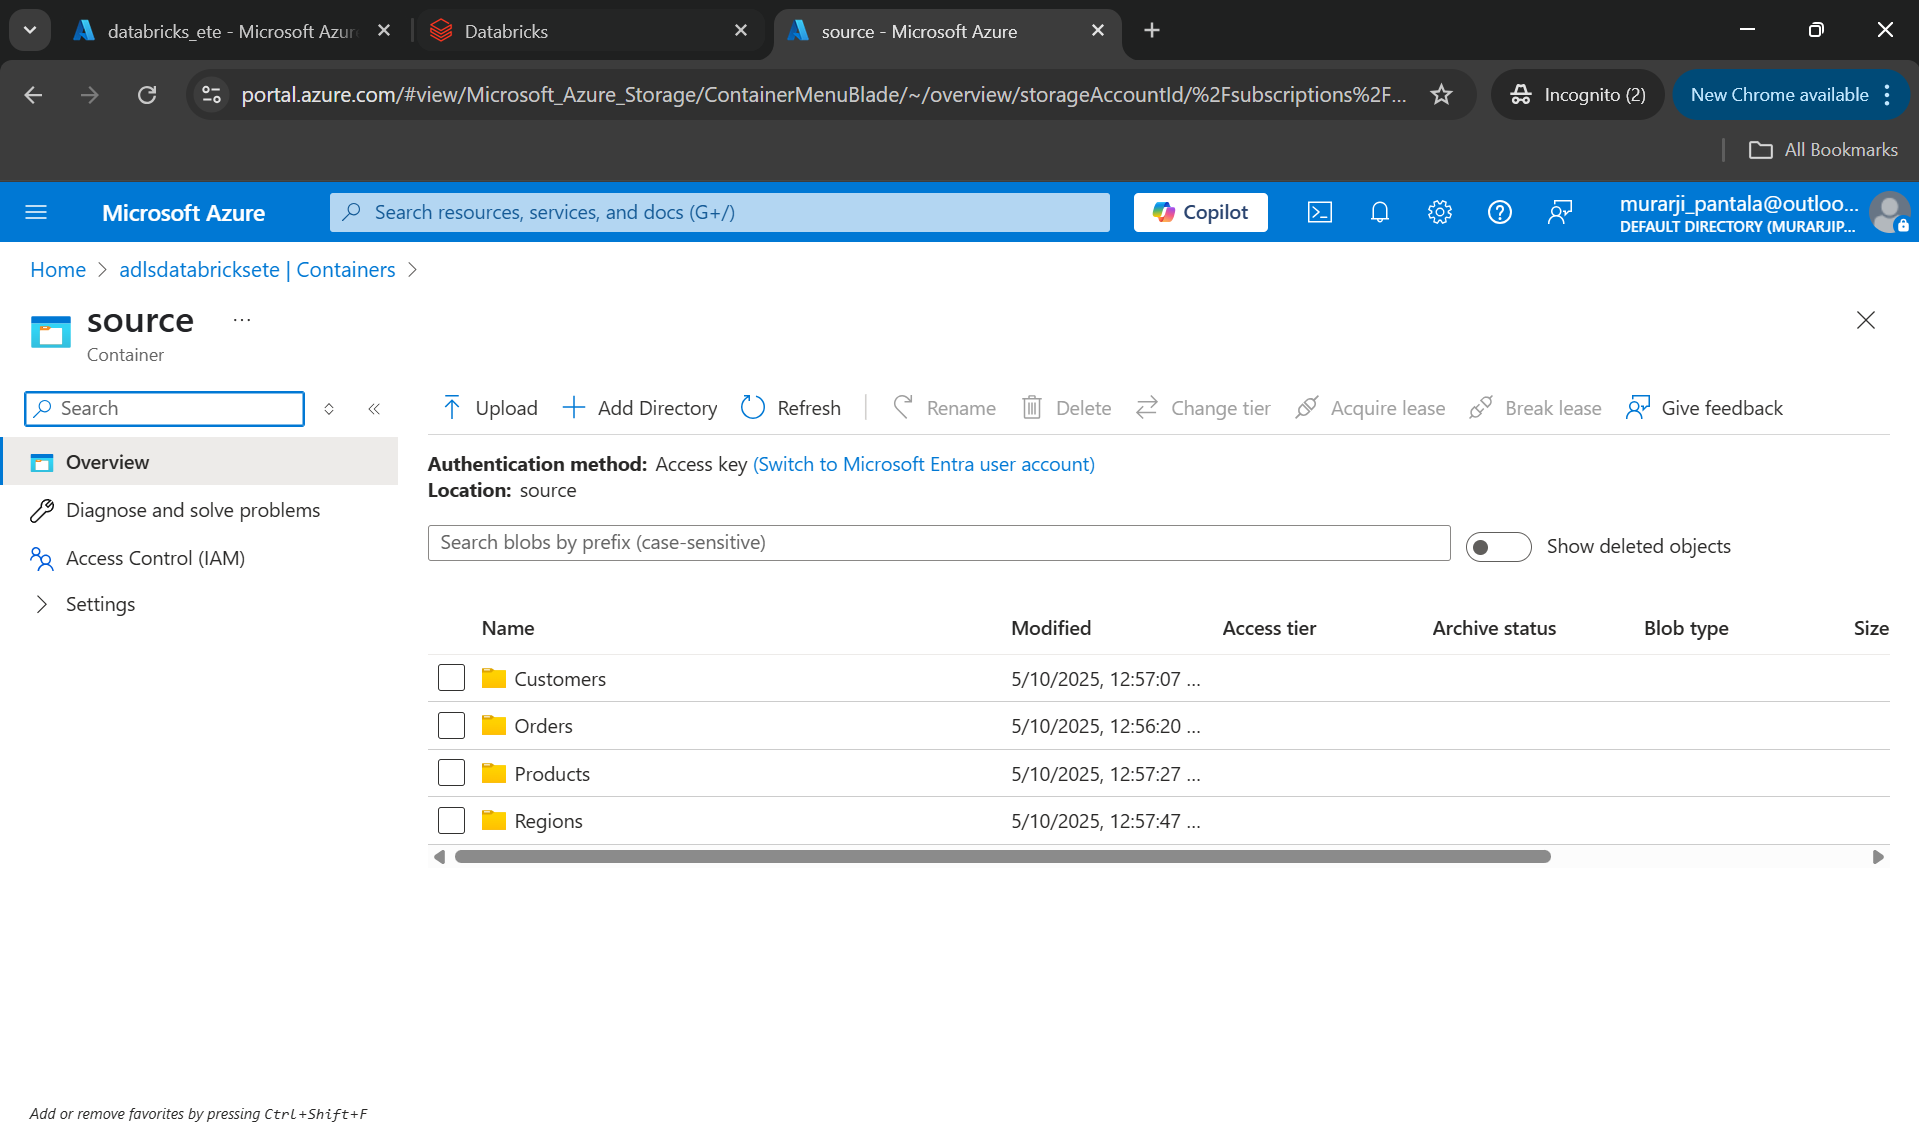 databricks_ete - Microsoft Azur
Databricks
source - Microsoft Azure
portal.azure.com/#view/Microsoft_Azure_Storage/ContainerMenuBlade/~/overview/storageAccountId/%2Fsubscriptions%2F...
Incognito (2)
New Chrome available
All Bookmarks
Microsoft Azure
Search resources, services, and docs (G+/)
Copilot
murarji_pantala@outloo...
DEFAULT DIRECTORY (MURARJIP...
Home > adlsdatabricksete | Containers >
source ...
Container
Search
Upload Add Directory Refresh Rename Delete Change tier Acquire lease Break lease Give feedback
Overview
Diagnose and solve problems
Access Control (IAM)
Settings
Authentication method: Access key (Switch to Microsoft Entra user account)
Location: source
Search blobs by prefix (case-sensitive)
Show deleted objects
Name Modified Access tier Archive status Blob type Size
Customers 5/10/2025, 12:57:07 ...
Orders 5/10/2025, 12:56:20 ...
Products 5/10/2025, 12:57:27 ...
Regions 5/10/2025, 12:57:47 ...
Add or remove favorites by pressing Ctrl+Shift+F